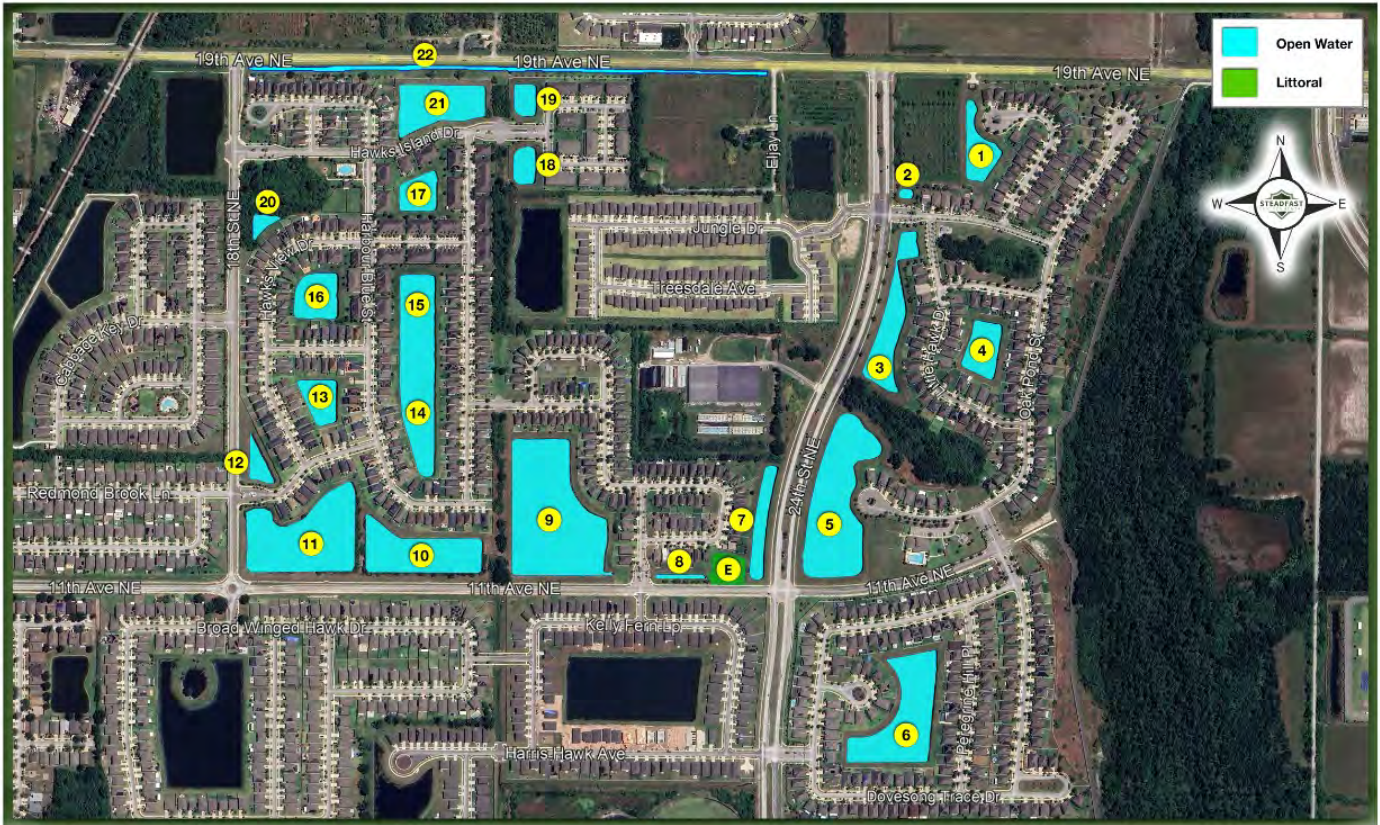 Open Water
Littoral
N
W
E
S
STEADFAST
22
19th Ave NE
19th Ave NE
19th Ave NE
21
19
Hawks Island Dr
Eljay Ln
1
18
2
17
20
18th St NE
Hawks View Dr
Harbour Blue St
Jungle Dr
16
15
Treesdale Ave
Little Hawk Dr
4
Cabbage Key Dr
3
Oak Pond St
13
14
12
Redmond Brook Ln
24th St NE
11
10
9
7
5
8
E
11th Ave NE
11th Ave NE
11th Ave NE
Broad Winged Hawk Dr
Kelly Fern Lp
Peregrine Hill Pl
6
Harris Hawk Ave
Dovesong Trace Dr